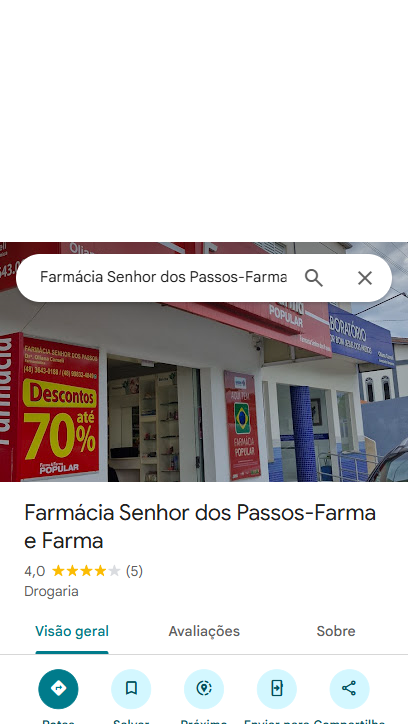 Farmácia Senhor dos Passos-Farma
POPULAR
FARMÁCIA SENHOR DOS PASSOS
Descontos
até
70%
POPULAR
AQUI TEM
FARMÁCIA
POPULAR
Farmácia
Farmácia Senhor dos Passos-Farma
e Farma
4,0 (5)
Drogaria
Visão geral
Avaliações
Sobre
Rotas
Salvar
Próximo
Enviar para
Compartilhe